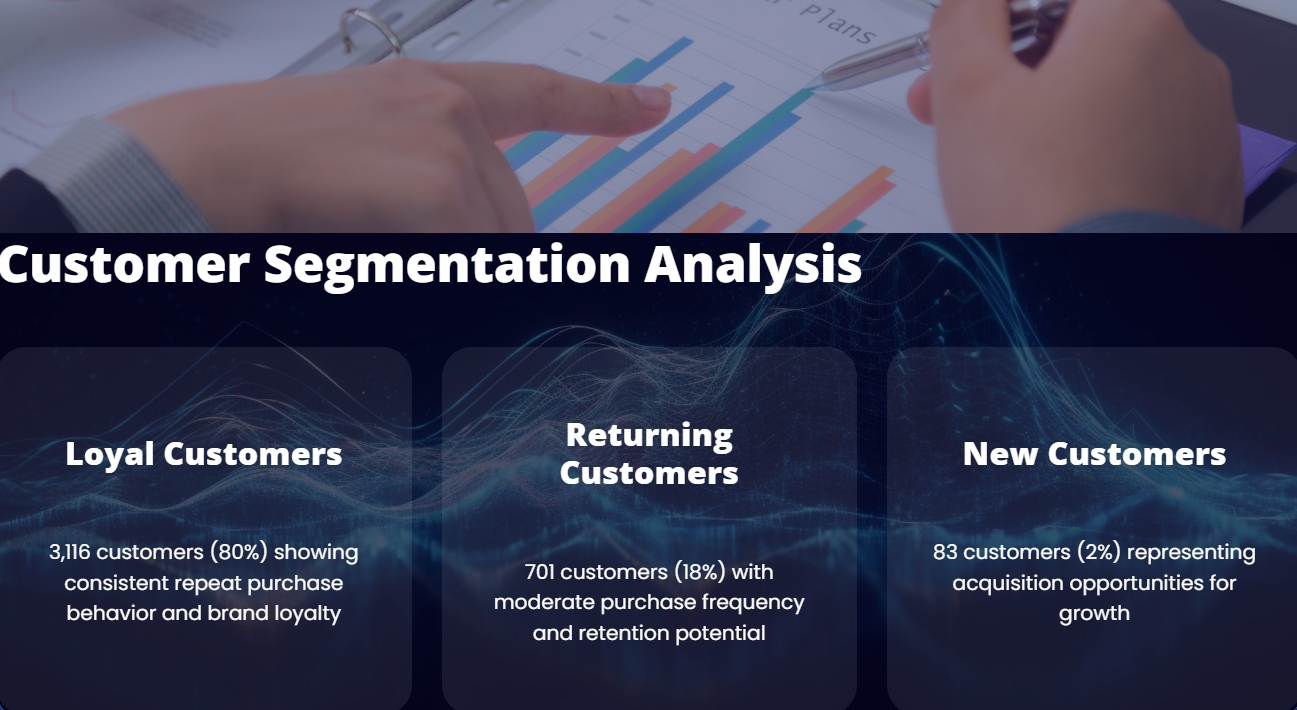 Plans
Customer Segmentation Analysis
Loyal Customers
3,116 customers (80%) showing
consistent repeat purchase
behavior and brand loyalty
Returning
Customers
701 customers (18%) with
moderate purchase frequency
and retention potential
New Customers
83 customers (2%) representing
acquisition opportunities for
growth